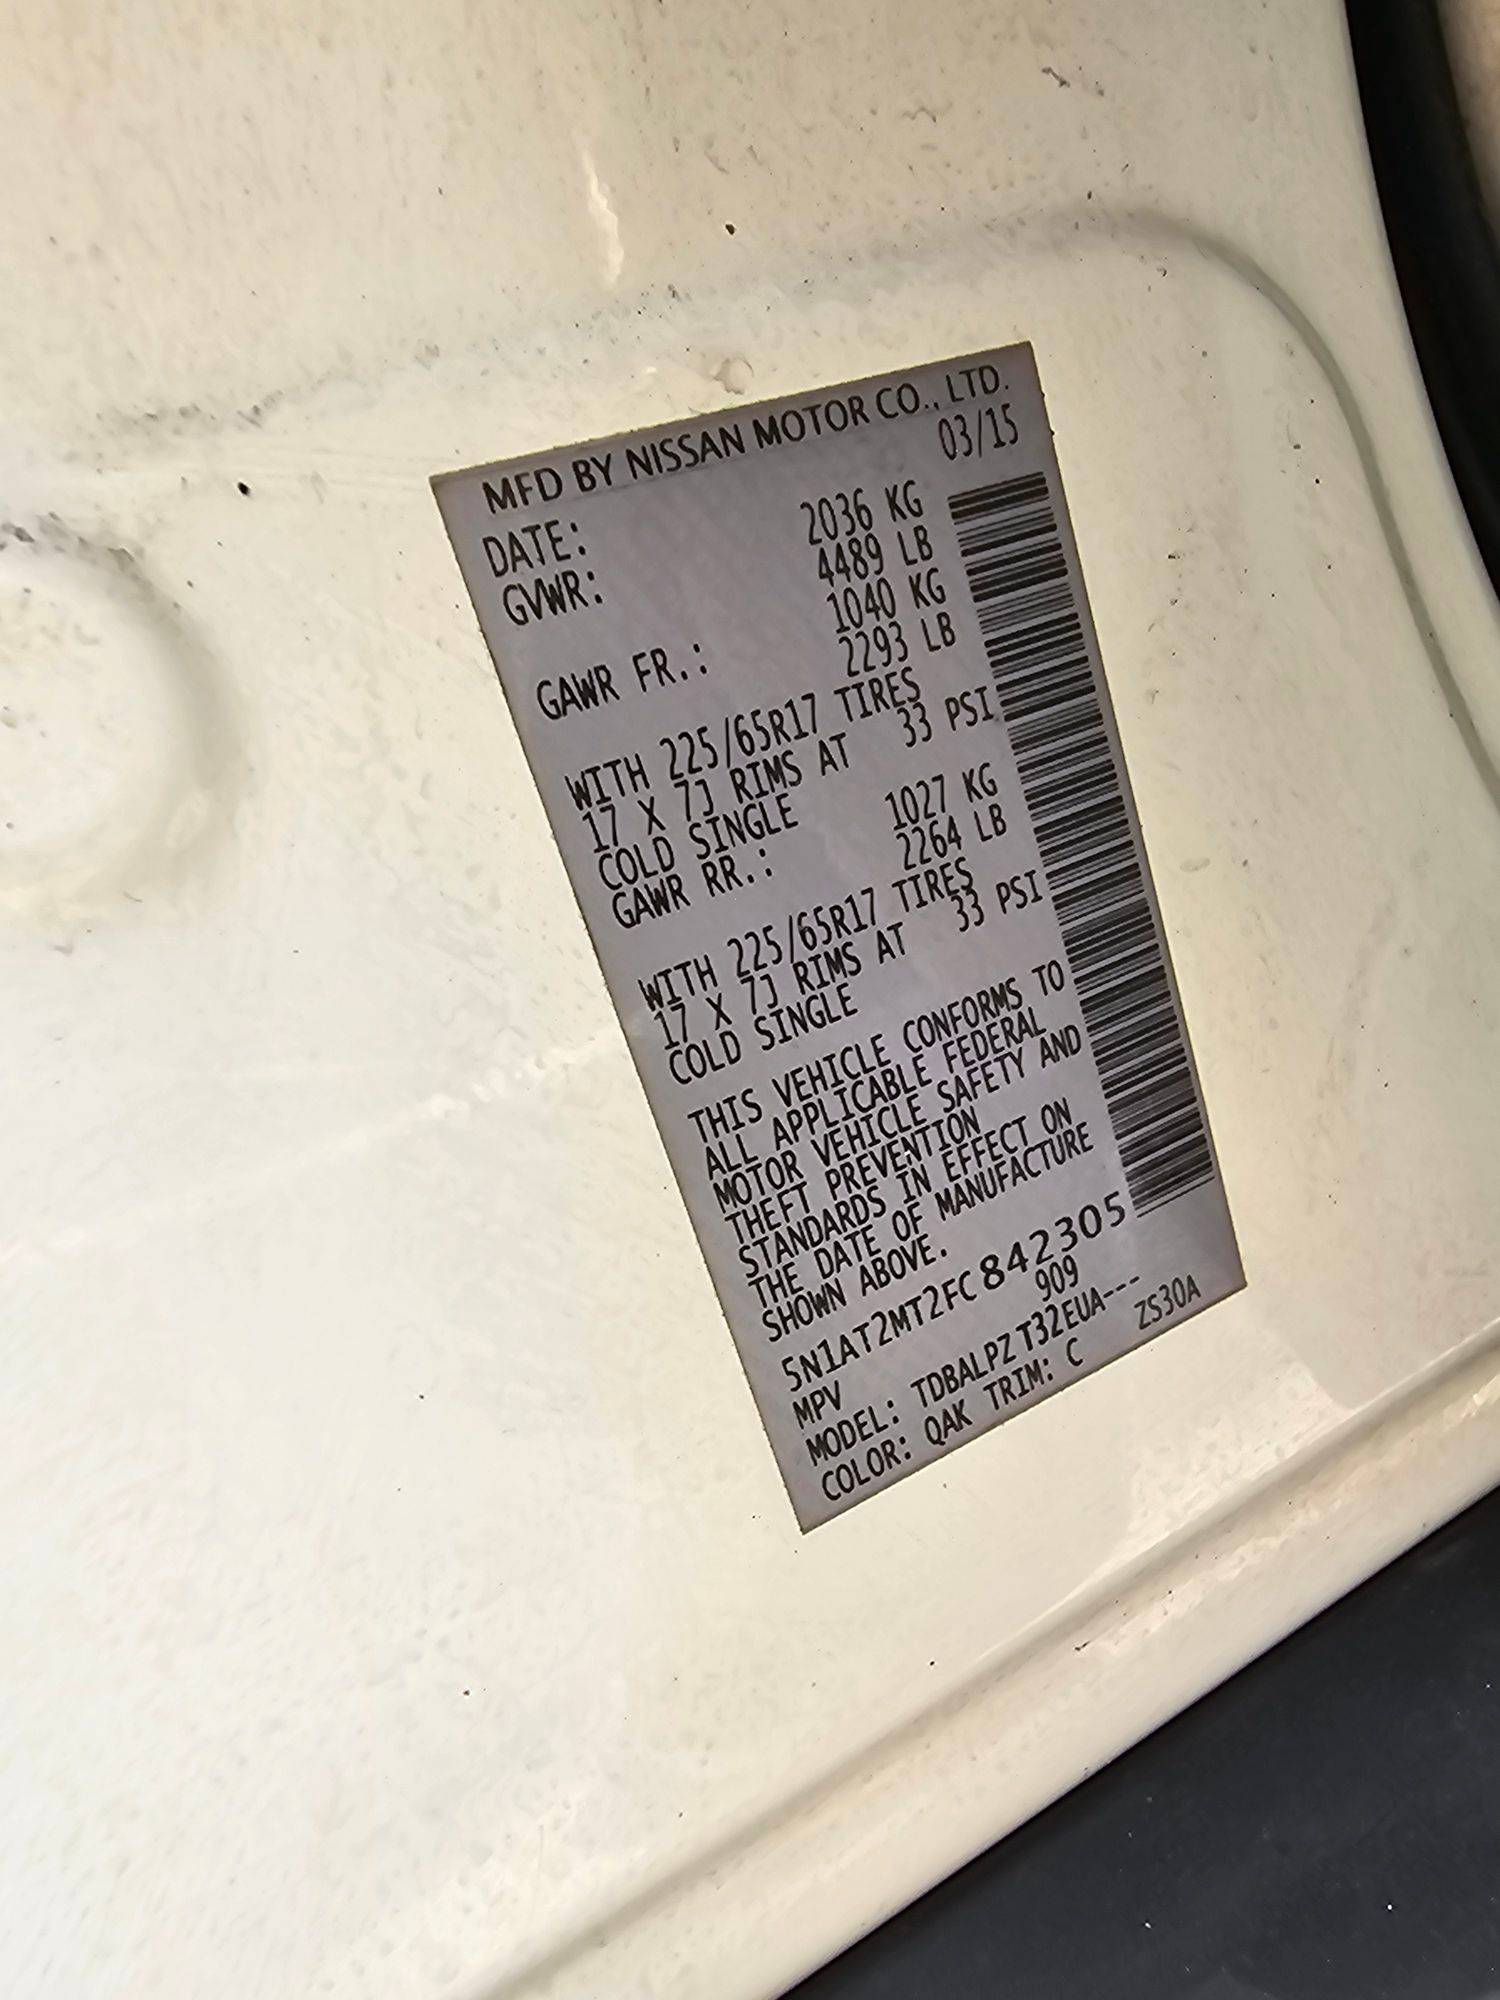 MFD BY NISSAN MOTOR CO., LTD.
DATE: 03/15
GVWR: 2036 KG
4489 LB
GAWR FR.: 1040 KG
2293 LB
WITH 225/65R17 TIRES
17 X 7J RIMS AT 33 PSI
COLD SINGLE
GAWR RR.: 1027 KG
2264 LB
WITH 225/65R17 TIRES
17 X 7J RIMS AT 33 PSI
COLD SINGLE
THIS VEHICLE CONFORMS TO
ALL APPLICABLE FEDERAL
MOTOR VEHICLE SAFETY AND
THEFT PREVENTION
STANDARDS IN EFFECT ON
THE DATE OF MANUFACTURE
SHOWN ABOVE.
5N1AT2MT2FC842305
MPV 909
MODEL: TDBALPZ T32EUA---
COLOR: QAK TRIM: C ZS30A